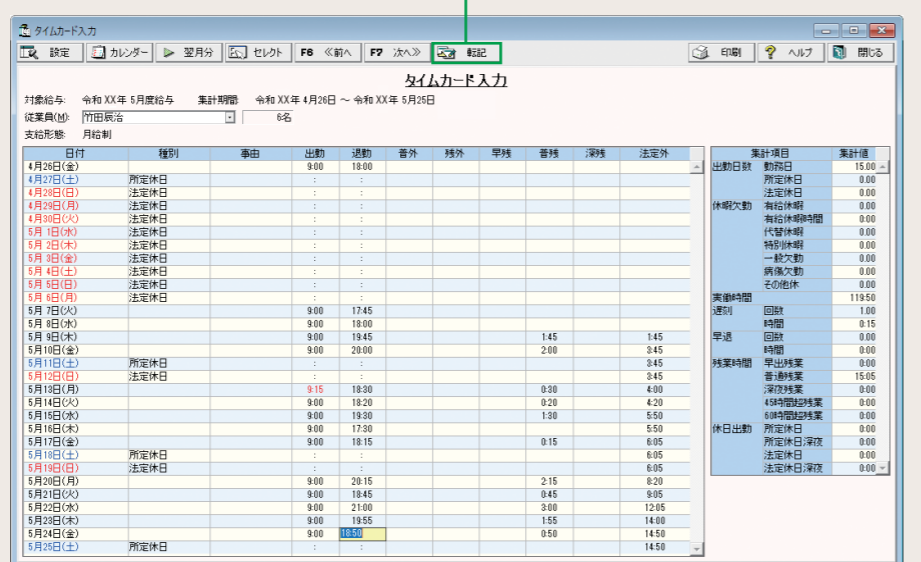 タイムカード入力
設定 カレンダー 翌月分 セレクト F6 《前へ F7 次へ》 転記 印刷 ヘルプ 閉じる
タイムカード入力
対象給与: 令和 XX年 5月度給与 集計期間: 令和 XX年 4月26日 ～ 令和 XX年 5月25日
従業員(M): 竹田辰治 6名
支給形態: 月給制
日付 種別 事由 出勤 退勤 普外 残外 早残 普残 深残 法定外
4月26日(金) 9:00 18:00
4月27日(土) 所定休日 : :
4月28日(日) 法定休日 : :
4月29日(月) 法定休日 : :
4月30日(火) 法定休日 : :
5月 1日(水) 法定休日 : :
5月 2日(木) 法定休日 : :
5月 3日(金) 法定休日 : :
5月 4日(土) 法定休日 : :
5月 5日(日) 法定休日 : :
5月 6日(月) 法定休日 : :
5月 7日(火) 9:00 17:45
5月 8日(水) 9:00 18:00
5月 9日(木) 9:00 19:45 1:45 1:45
5月10日(金) 9:00 20:00 2:00 3:45
5月11日(土) 所定休日 : : 3:45
5月12日(日) 法定休日 : : 3:45
5月13日(月) 9:15 18:30 0:30 4:00
5月14日(火) 9:00 18:20 0:20 4:20
5月15日(水) 9:00 19:30 1:30 5:50
5月16日(木) 9:00 17:30 5:50
5月17日(金) 9:00 18:15 0:15 6:05
5月18日(土) 所定休日 : : 6:05
5月19日(日) 法定休日 : : 6:05
5月20日(月) 9:00 20:15 2:15 8:20
5月21日(火) 9:00 18:45 0:45 9:05
5月22日(水) 9:00 21:00 3:00 12:05
5月23日(木) 9:00 19:55 1:55 14:00
5月24日(金) 9:00 18:50 0:50 14:50
5月25日(土) 所定休日 : : 14:50
集計項目 集計値
出勤日数 勤務日 15.00
所定休日 0.00
法定休日 0.00
休暇欠勤 有給休暇 0.00
有給休暇時間 0:00
代替休暇 0.00
特別休暇 0.00
一般欠勤 0.00
病傷欠勤 0.00
その他休 0.00
実働時間 119:50
遅刻 回数 1.00
時間 0:15
早退 回数 0.00
時間 0:00
残業時間 早出残業 0:00
普通残業 15:05
深夜残業 0:00
45時間超残業 0:00
60時間超残業 0:00
休日出勤 所定休日 0:00
所定休日深夜 0:00
法定休日 0:00
法定休日深夜 0:00